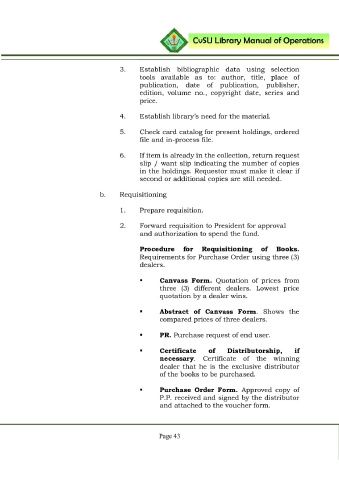 CvSU Library Manual of Operations
3. Establish bibliographic data using selection
tools available as to: author, title, place of
publication, date of publication, publisher,
edition, volume no., copyright date, series and
price.
4. Establish library's need for the material.
5. Check card catalog for present holdings, ordered
file and in-process file.
6. If item is already in the collection, return request
slip / want slip indicating the number of copies
in the holdings. Requestor must make it clear if
second or additional copies are still needed.
b. Requisitioning
1. Prepare requisition.
2. Forward requisition to President for approval
and authorization to spend the fund.
Procedure for Requisitioning of Books.
Requirements for Purchase Order using three (3)
dealers.
▪ Canvass Form. Quotation of prices from
three (3) different dealers. Lowest price
quotation by a dealer wins.
▪ Abstract of Canvass Form. Shows the
compared prices of three dealers.
▪ PR. Purchase request of end user.
▪ Certificate of Distributorship, if
necessary. Certificate of the winning
dealer that he is the exclusive distributor
of the books to be purchased.
▪ Purchase Order Form. Approved copy of
P.P. received and signed by the distributor
and attached to the voucher form.
Page 43